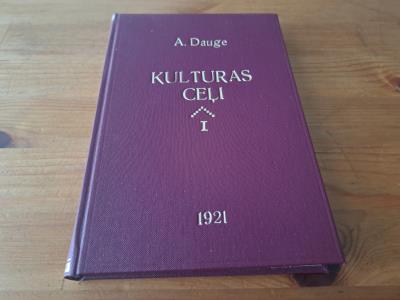 A. Dauge
KULTURAS
CEĻI
I
1921